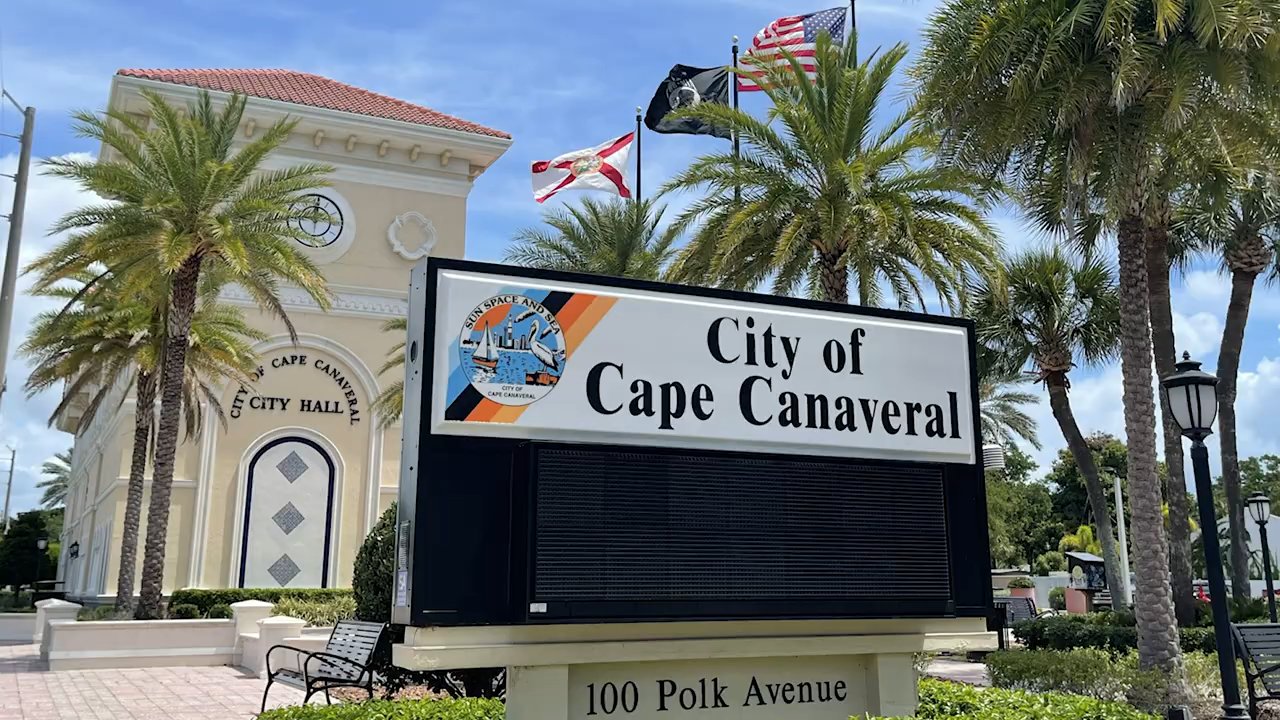 CITY OF CAPE CANAVERAL
CITY HALL
SUN SPACE AND SEA
CITY OF
CAPE CANAVERAL
City of
Cape Canaveral
100 Polk Avenue